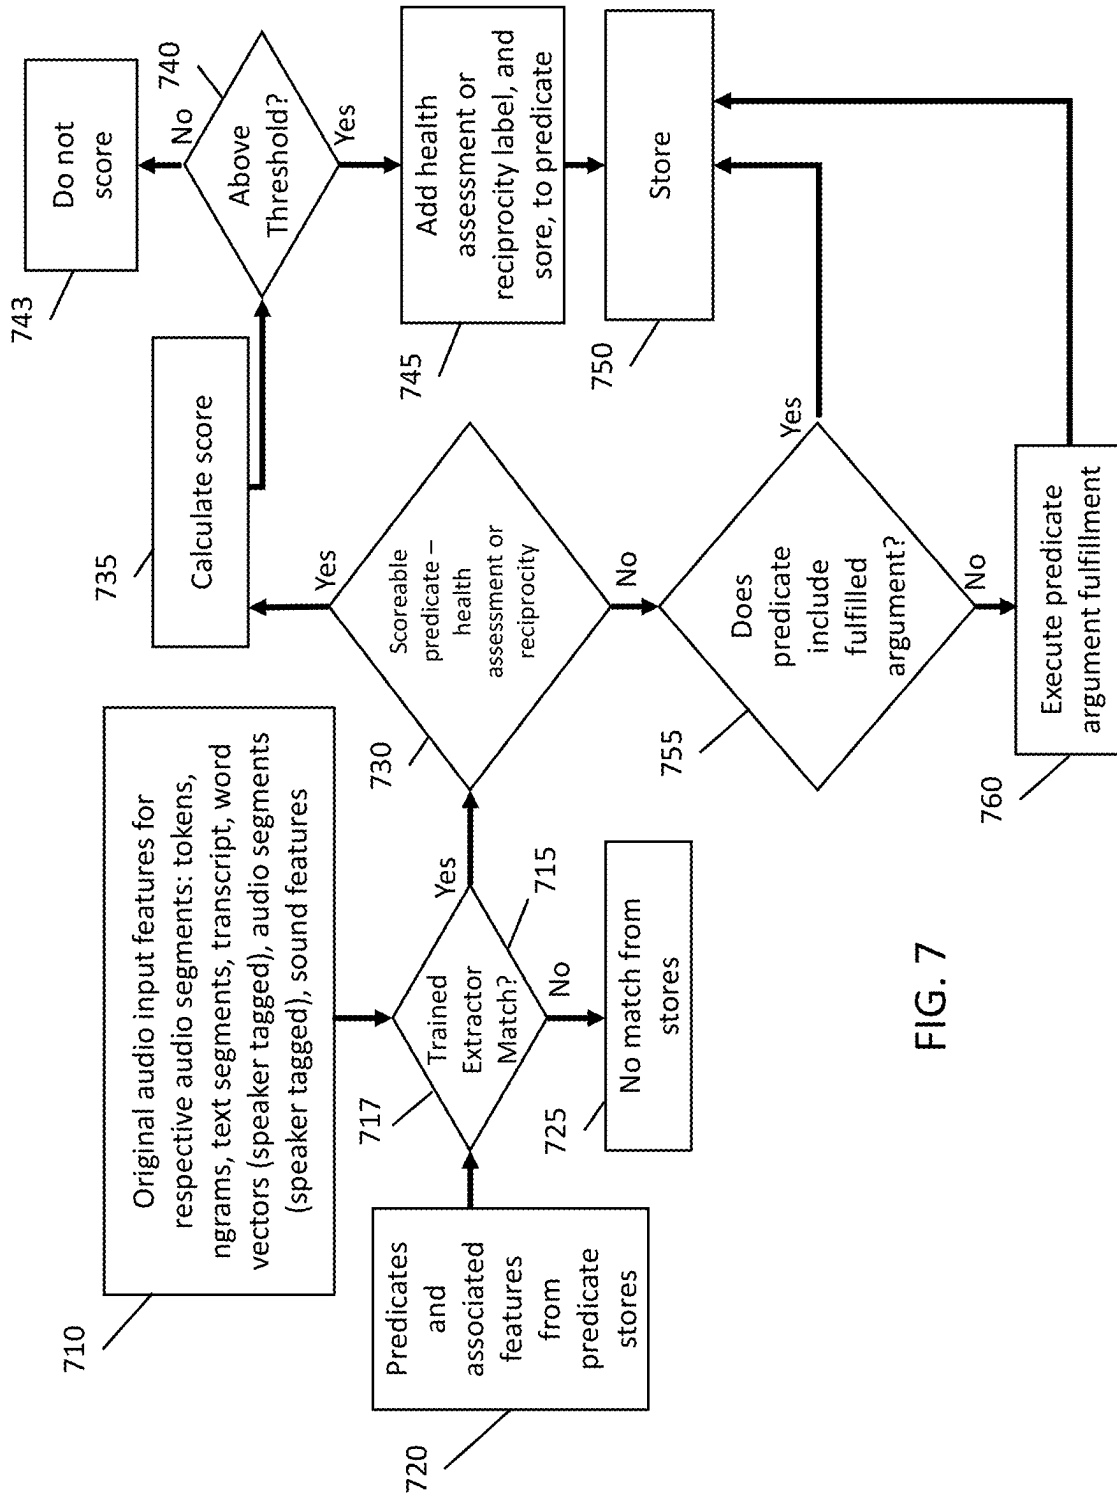 710
Original audio input features for
respective audio segments: tokens,
ngrams, text segments, transcript, word
vectors (speaker tagged), audio segments
(speaker tagged), sound features
720
Predicates
and
associated
features
from
predicate
stores
717
Trained
Extractor
Match?
715
Yes
No
725
No match from
stores
730
Scoreable
predicate –
health
assessment or
reciprocity
Yes
No
735
Calculate score
740
Above
Threshold?
No
Yes
743
Do not
score
745
Add health
assessment or
reciprocity label, and
sore, to predicate
750
Store
755
Does
predicate
include
fulfilled
argument?
Yes
No
760
Execute predicate
argument fulfillment
FIG. 7